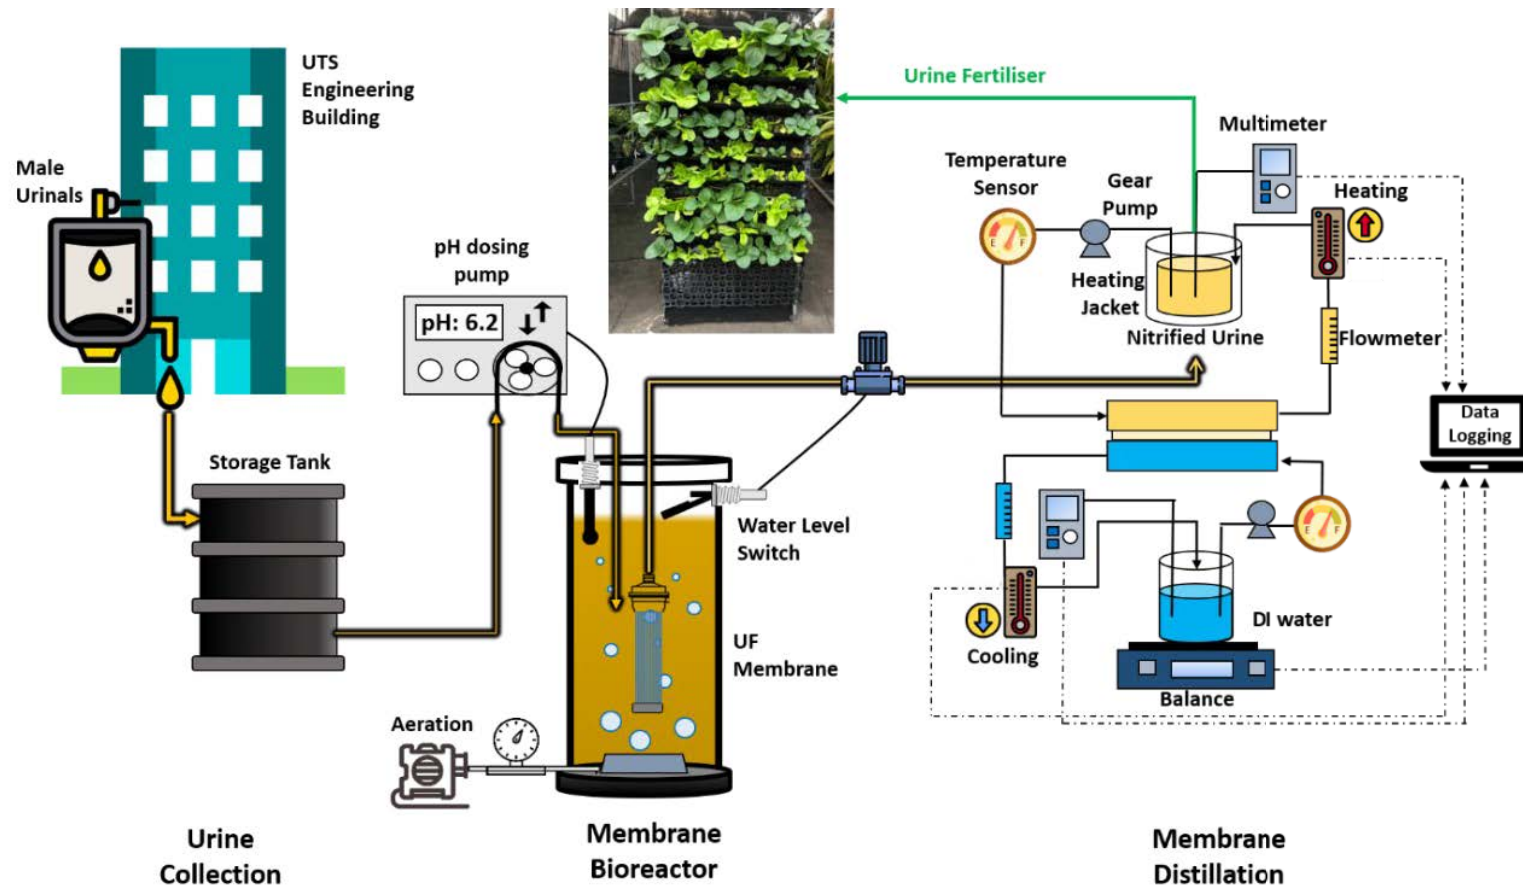 UTS
Engineering
Building
Male
Urinals
Storage Tank
Urine
Collection
pH dosing
pump
pH: 6.2
Water Level
Switch
UF
Membrane
Aeration
Membrane
Bioreactor
Urine Fertiliser
Multimeter
Temperature
Sensor
Gear
Pump
Heating
E F
Heating
Jacket
Nitrified Urine
Flowmeter
Data
Logging
E F
DI water
Cooling
Balance
Membrane
Distillation